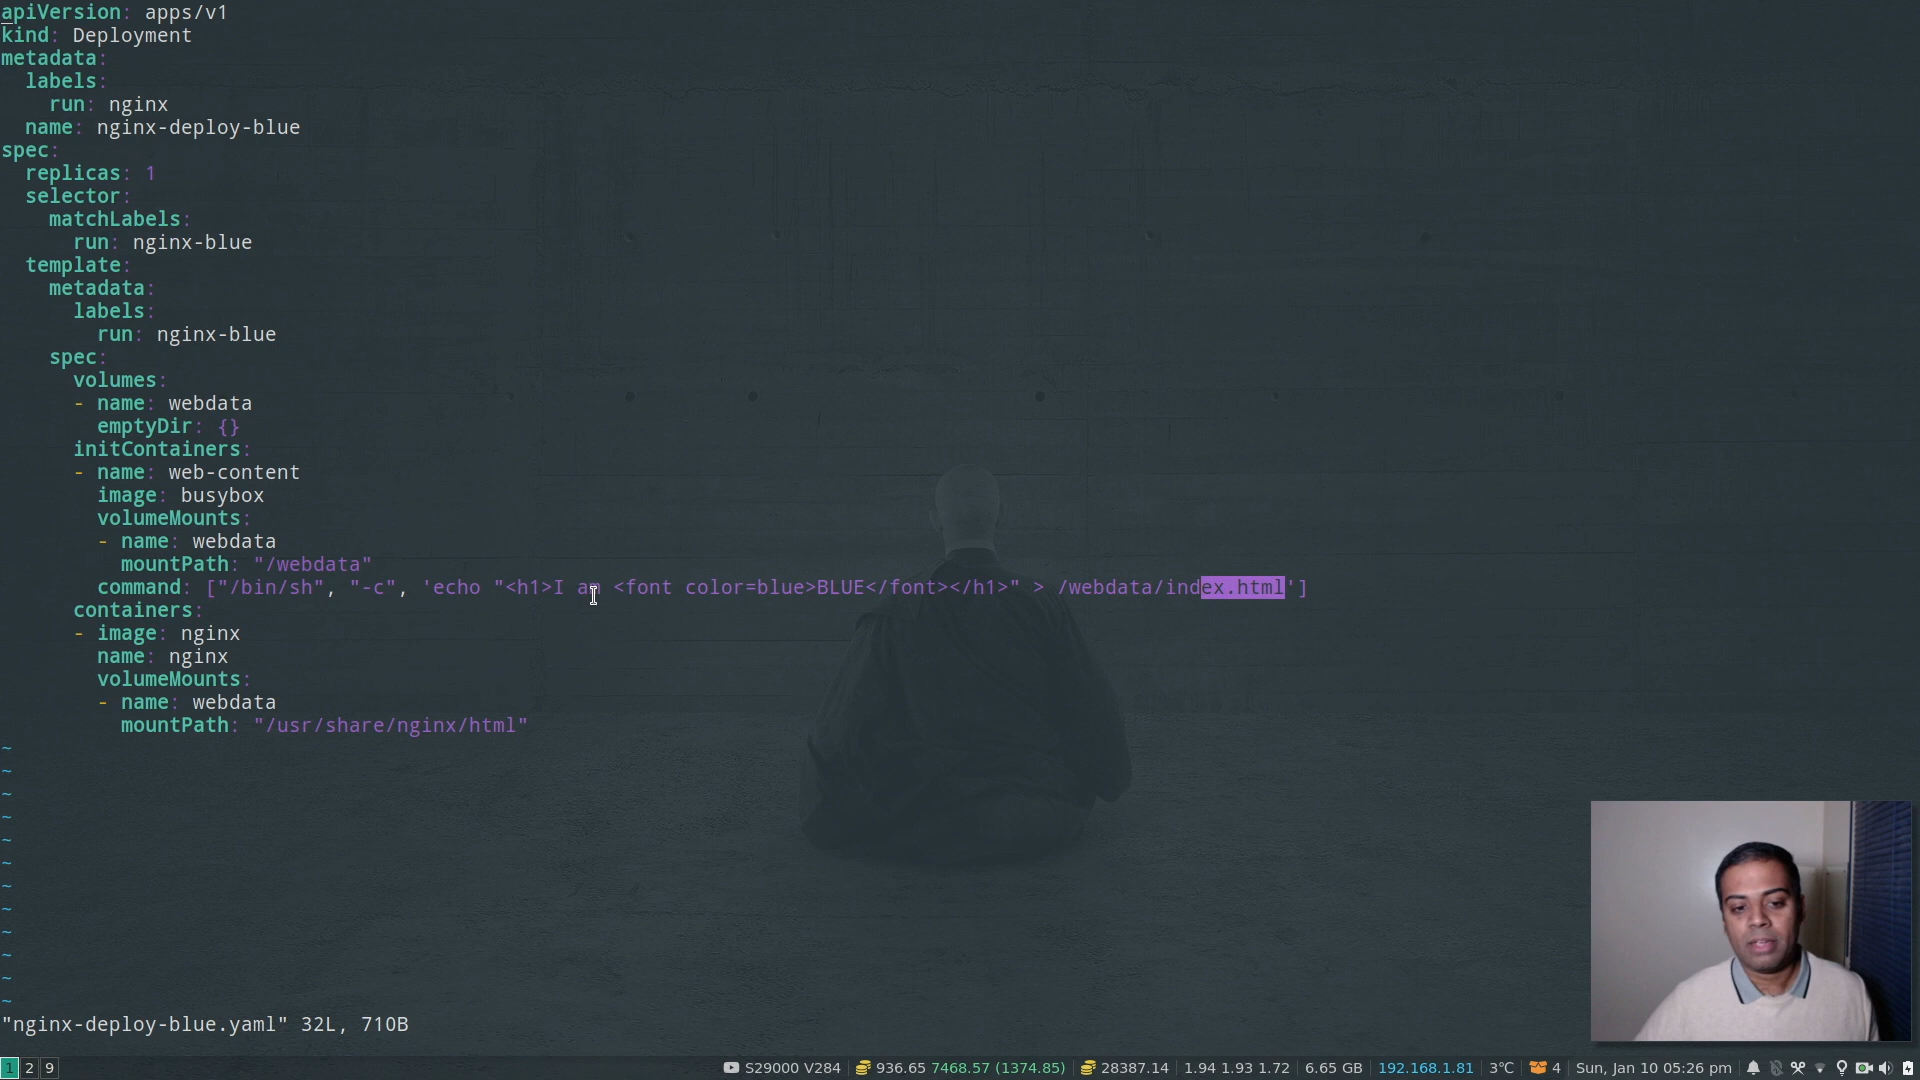 apiVersion: apps/v1
kind: Deployment
metadata:
  labels:
    run: nginx
  name: nginx-deploy-blue
spec:
  replicas: 1
  selector:
    matchLabels:
      run: nginx-blue
  template:
    metadata:
      labels:
        run: nginx-blue
    spec:
      volumes:
      - name: webdata
        emptyDir: {}
      initContainers:
      - name: web-content
        image: busybox
        volumeMounts:
        - name: webdata
          mountPath: "/webdata"
        command: ["/bin/sh", "-c", 'echo "<h1>I am <font color=blue>BLUE</font></h1>" > /webdata/index.html']
      containers:
      - image: nginx
        name: nginx
        volumeMounts:
        - name: webdata
          mountPath: "/usr/share/nginx/html"
~
~
~
~
~
~
~
~
~
~
~
~
"nginx-deploy-blue.yaml" 32L, 710B
1 2 9 S29000 V284 936.65 7468.57 (1374.85) 28387.14 1.94 1.93 1.72 6.65 GB 192.168.1.81 3°C 4 Sun, Jan 10 05:26 pm